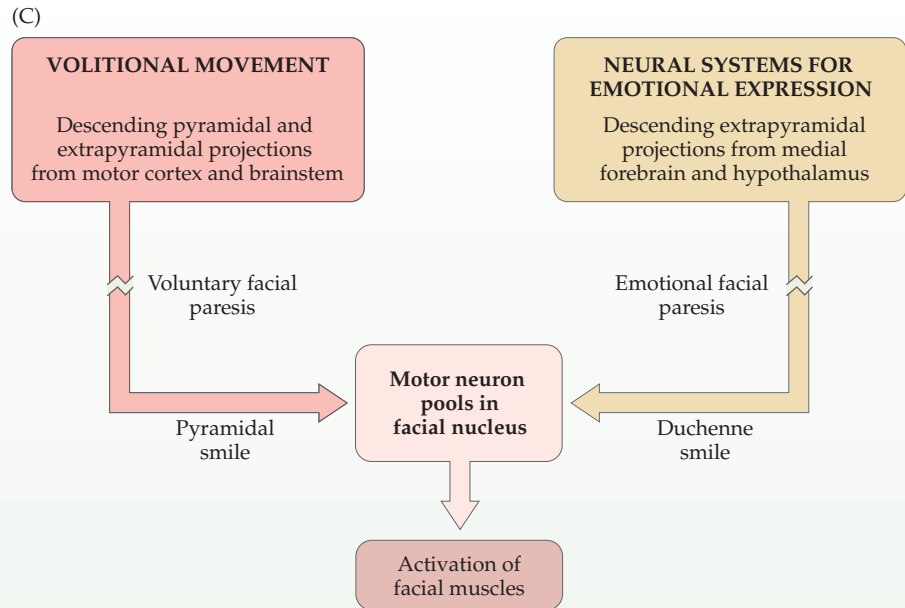 (C)
VOLITIONAL MOVEMENT
Descending pyramidal and
extrapyramidal projections
from motor cortex and brainstem
NEURAL SYSTEMS FOR
EMOTIONAL EXPRESSION
Descending extrapyramidal
projections from medial
forebrain and hypothalamus
Voluntary facial
paresis
Emotional facial
paresis
Pyramidal
smile
Motor neuron
pools in
facial nucleus
Duchenne
smile
Activation of
facial muscles